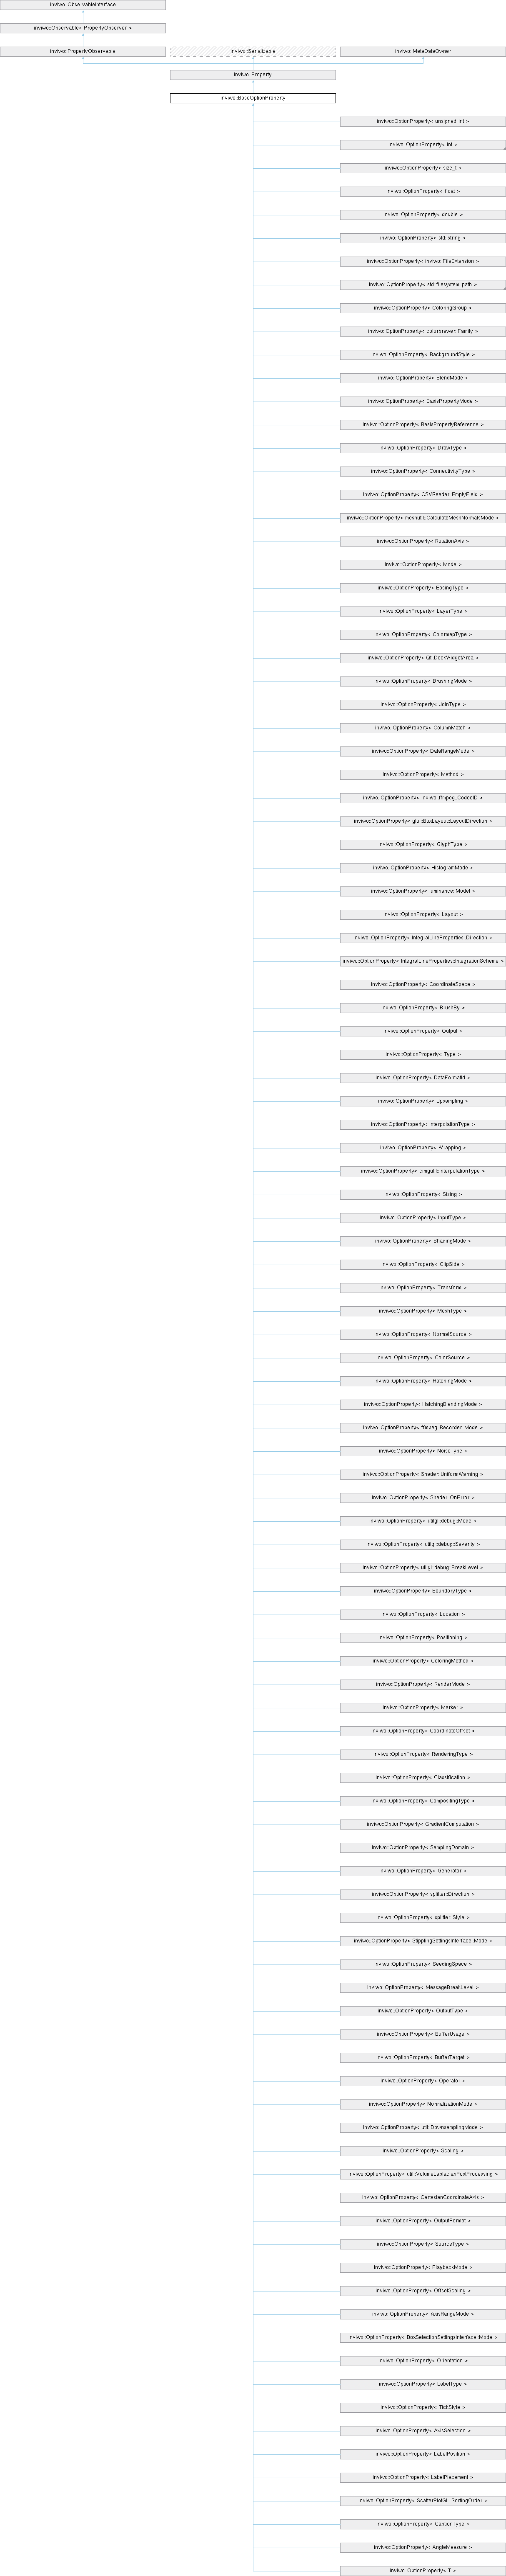 inviwo::ObservableInterface
inviwo::Observable< PropertyObserver >
inviwo::PropertyObservable
inviwo::Serializable
inviwo::MetaDataOwner
inviwo::Property
inviwo::BaseOptionProperty
inviwo::OptionProperty< unsigned int >
inviwo::OptionProperty< int >
inviwo::OptionProperty< size_t >
inviwo::OptionProperty< float >
inviwo::OptionProperty< double >
inviwo::OptionProperty< std::string >
inviwo::OptionProperty< inviwo::FileExtension >
inviwo::OptionProperty< std::filesystem::path >
inviwo::OptionProperty< ColoringGroup >
inviwo::OptionProperty< colorbrewer::Family >
inviwo::OptionProperty< BackgroundStyle >
inviwo::OptionProperty< BlendMode >
inviwo::OptionProperty< BasisPropertyMode >
inviwo::OptionProperty< BasisPropertyReference >
inviwo::OptionProperty< DrawType >
inviwo::OptionProperty< ConnectivityType >
inviwo::OptionProperty< CSVReader::EmptyField >
inviwo::OptionProperty< meshutil::CalculateMeshNormalsMode >
inviwo::OptionProperty< RotationAxis >
inviwo::OptionProperty< Mode >
inviwo::OptionProperty< EasingType >
inviwo::OptionProperty< LayerType >
inviwo::OptionProperty< ColormapType >
inviwo::OptionProperty< Qt::DockWidgetArea >
inviwo::OptionProperty< BrushingMode >
inviwo::OptionProperty< JoinType >
inviwo::OptionProperty< ColumnMatch >
inviwo::OptionProperty< DataRangeMode >
inviwo::OptionProperty< Method >
inviwo::OptionProperty< inviwo::ffmpeg::CodecID >
inviwo::OptionProperty< glui::BoxLayout::LayoutDirection >
inviwo::OptionProperty< GlyphType >
inviwo::OptionProperty< HistogramMode >
inviwo::OptionProperty< luminance::Model >
inviwo::OptionProperty< Layout >
inviwo::OptionProperty< IntegralLineProperties::Direction >
inviwo::OptionProperty< IntegralLineProperties::IntegrationScheme >
inviwo::OptionProperty< CoordinateSpace >
inviwo::OptionProperty< BrushBy >
inviwo::OptionProperty< Output >
inviwo::OptionProperty< Type >
inviwo::OptionProperty< DataFormatId >
inviwo::OptionProperty< Upsampling >
inviwo::OptionProperty< InterpolationType >
inviwo::OptionProperty< Wrapping >
inviwo::OptionProperty< cimgutil::InterpolationType >
inviwo::OptionProperty< Sizing >
inviwo::OptionProperty< InputType >
inviwo::OptionProperty< ShadingMode >
inviwo::OptionProperty< ClipSide >
inviwo::OptionProperty< Transform >
inviwo::OptionProperty< MeshType >
inviwo::OptionProperty< NormalSource >
inviwo::OptionProperty< ColorSource >
inviwo::OptionProperty< HatchingMode >
inviwo::OptionProperty< HatchingBlendingMode >
inviwo::OptionProperty< ffmpeg::Recorder::Mode >
inviwo::OptionProperty< NoiseType >
inviwo::OptionProperty< Shader::UniformWarning >
inviwo::OptionProperty< Shader::OnError >
inviwo::OptionProperty< utilgl::debug::Mode >
inviwo::OptionProperty< utilgl::debug::Severity >
inviwo::OptionProperty< utilgl::debug::BreakLevel >
inviwo::OptionProperty< BoundaryType >
inviwo::OptionProperty< Location >
inviwo::OptionProperty< Positioning >
inviwo::OptionProperty< ColoringMethod >
inviwo::OptionProperty< RenderMode >
inviwo::OptionProperty< Marker >
inviwo::OptionProperty< CoordinateOffset >
inviwo::OptionProperty< RenderingType >
inviwo::OptionProperty< Classification >
inviwo::OptionProperty< CompositingType >
inviwo::OptionProperty< GradientComputation >
inviwo::OptionProperty< SamplingDomain >
inviwo::OptionProperty< Generator >
inviwo::OptionProperty< splitter::Direction >
inviwo::OptionProperty< splitter::Style >
inviwo::OptionProperty< StipplingSettingsInterface::Mode >
inviwo::OptionProperty< SeedingSpace >
inviwo::OptionProperty< MessageBreakLevel >
inviwo::OptionProperty< OutputType >
inviwo::OptionProperty< BufferUsage >
inviwo::OptionProperty< BufferTarget >
inviwo::OptionProperty< Operator >
inviwo::OptionProperty< NormalizationMode >
inviwo::OptionProperty< util::DownsamplingMode >
inviwo::OptionProperty< Scaling >
inviwo::OptionProperty< util::VolumeLaplacianPostProcessing >
inviwo::OptionProperty< CartesianCoordinateAxis >
inviwo::OptionProperty< OutputFormat >
inviwo::OptionProperty< SourceType >
inviwo::OptionProperty< PlaybackMode >
inviwo::OptionProperty< OffsetScaling >
inviwo::OptionProperty< AxisRangeMode >
inviwo::OptionProperty< BoxSelectionSettingsInterface::Mode >
inviwo::OptionProperty< Orientation >
inviwo::OptionProperty< LabelType >
inviwo::OptionProperty< TickStyle >
inviwo::OptionProperty< AxisSelection >
inviwo::OptionProperty< LabelPosition >
inviwo::OptionProperty< LabelPlacement >
inviwo::OptionProperty< ScatterPlotGL::SortingOrder >
inviwo::OptionProperty< CaptionType >
inviwo::OptionProperty< AngleMeasure >
inviwo::OptionProperty< T >